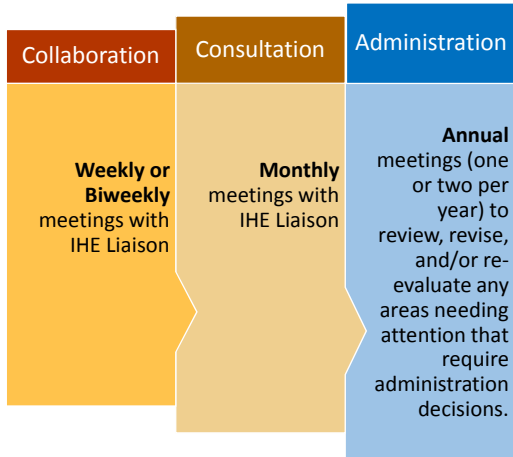 Collaboration
Weekly or
Biweekly
meetings with
IHE Liaison
Consultation
Monthly
meetings with
IHE Liaison
Administration
Annual
meetings (one
or two per
year) to
review, revise,
and/or re-
evaluate any
areas needing
attention that
require
administration
decisions.